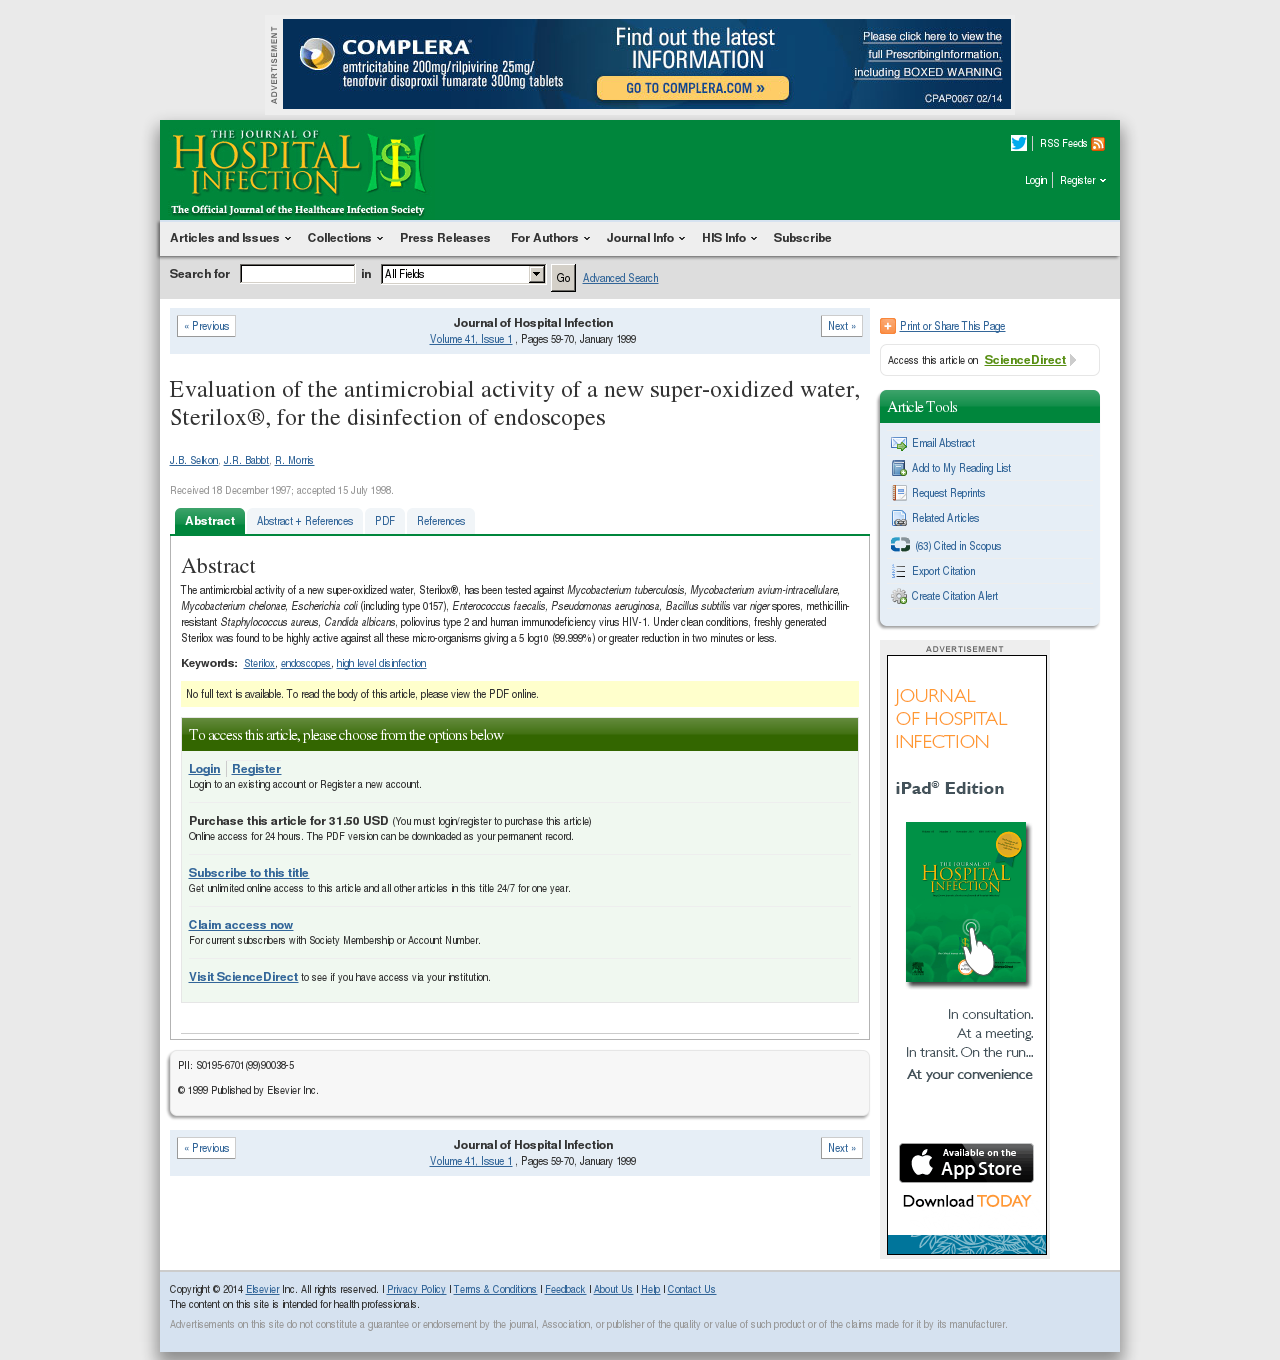 ADVERTISEMENT
COMPLERA®
emtricitabine 200mg/rilpivirine 25mg/
tenofovir disoproxil fumarate 300mg tablets
Find out the latest
INFORMATION
GO TO COMPLERA.COM »
Please click here to view the
full PrescribingInformation,
including BOXED WARNING
CPAP0067 02/14
THE JOURNAL OF
HOSPITAL
INFECTION
HIS
The Official Journal of the Healthcare Infection Society
RSS Feeds
Login | Register
Articles and Issues Collections Press Releases For Authors Journal Info HIS Info Subscribe
Search for in All Fields Go Advanced Search
« Previous
Journal of Hospital Infection
Volume 41, Issue 1 , Pages 59-70, January 1999
Next »
Evaluation of the antimicrobial activity of a new super-oxidized water,
Sterilox®, for the disinfection of endoscopes
J.B. Selkon, J.R. Babbt, R. Morris
Received 18 December 1997; accepted 15 July 1998.
Abstract Abstract + References PDF References
Abstract
The antimicrobial activity of a new super-oxidized water, Sterilox®, has been tested against Mycobacterium tuberculosis, Mycobacterium avium-intracellulare,
Mycobacterium chelonae, Escherichia coli (including type 0157), Enterococcus faecalis, Pseudomonas aeruginosa, Bacillus subtilis var niger spores, methicillin-
resistant Staphylococcus aureus, Candida albicans, poliovirus type 2 and human immunodeficiency virus HIV-1. Under clean conditions, freshly generated
Sterilox was found to be highly active against all these micro-organisms giving a 5 log10 (99.999%) or greater reduction in two minutes or less.
Keywords: Sterilox, endoscopes, high level disinfection
No full text is available. To read the body of this article, please view the PDF online.
To access this article, please choose from the options below
Login | Register
Login to an existing account or Register a new account.
Purchase this article for 31.50 USD (You must login/register to purchase this article)
Online access for 24 hours. The PDF version can be downloaded as your permanent record.
Subscribe to this title
Get unlimited online access to this article and all other articles in this title 24/7 for one year.
Claim access now
For current subscribers with Society Membership or Account Number.
Visit ScienceDirect to see if you have access via your institution.
PII: S0195-6701(99)90038-5
© 1999 Published by Elsevier Inc.
« Previous
Journal of Hospital Infection
Volume 41, Issue 1 , Pages 59-70, January 1999
Next »
Print or Share This Page
Access this article on ScienceDirect
Article Tools
Email Abstract
Add to My Reading List
Request Reprints
Related Articles
(63) Cited in Scopus
Export Citation
Create Citation Alert
ADVERTISEMENT
JOURNAL
OF HOSPITAL
INFECTION
iPad® Edition
THE JOURNAL OF
HOSPITAL
INFECTION
In consultation.
At a meeting.
In transit. On the run...
At your convenience
Available on the
App Store
Download TODAY
Copyright © 2014 Elsevier Inc. All rights reserved. | Privacy Policy | Terms & Conditions | Feedback | About Us | Help | Contact Us
The content on this site is intended for health professionals.
Advertisements on this site do not constitute a guarantee or endorsement by the journal, Association, or publisher of the quality or value of such product or of the claims made for it by its manufacturer.